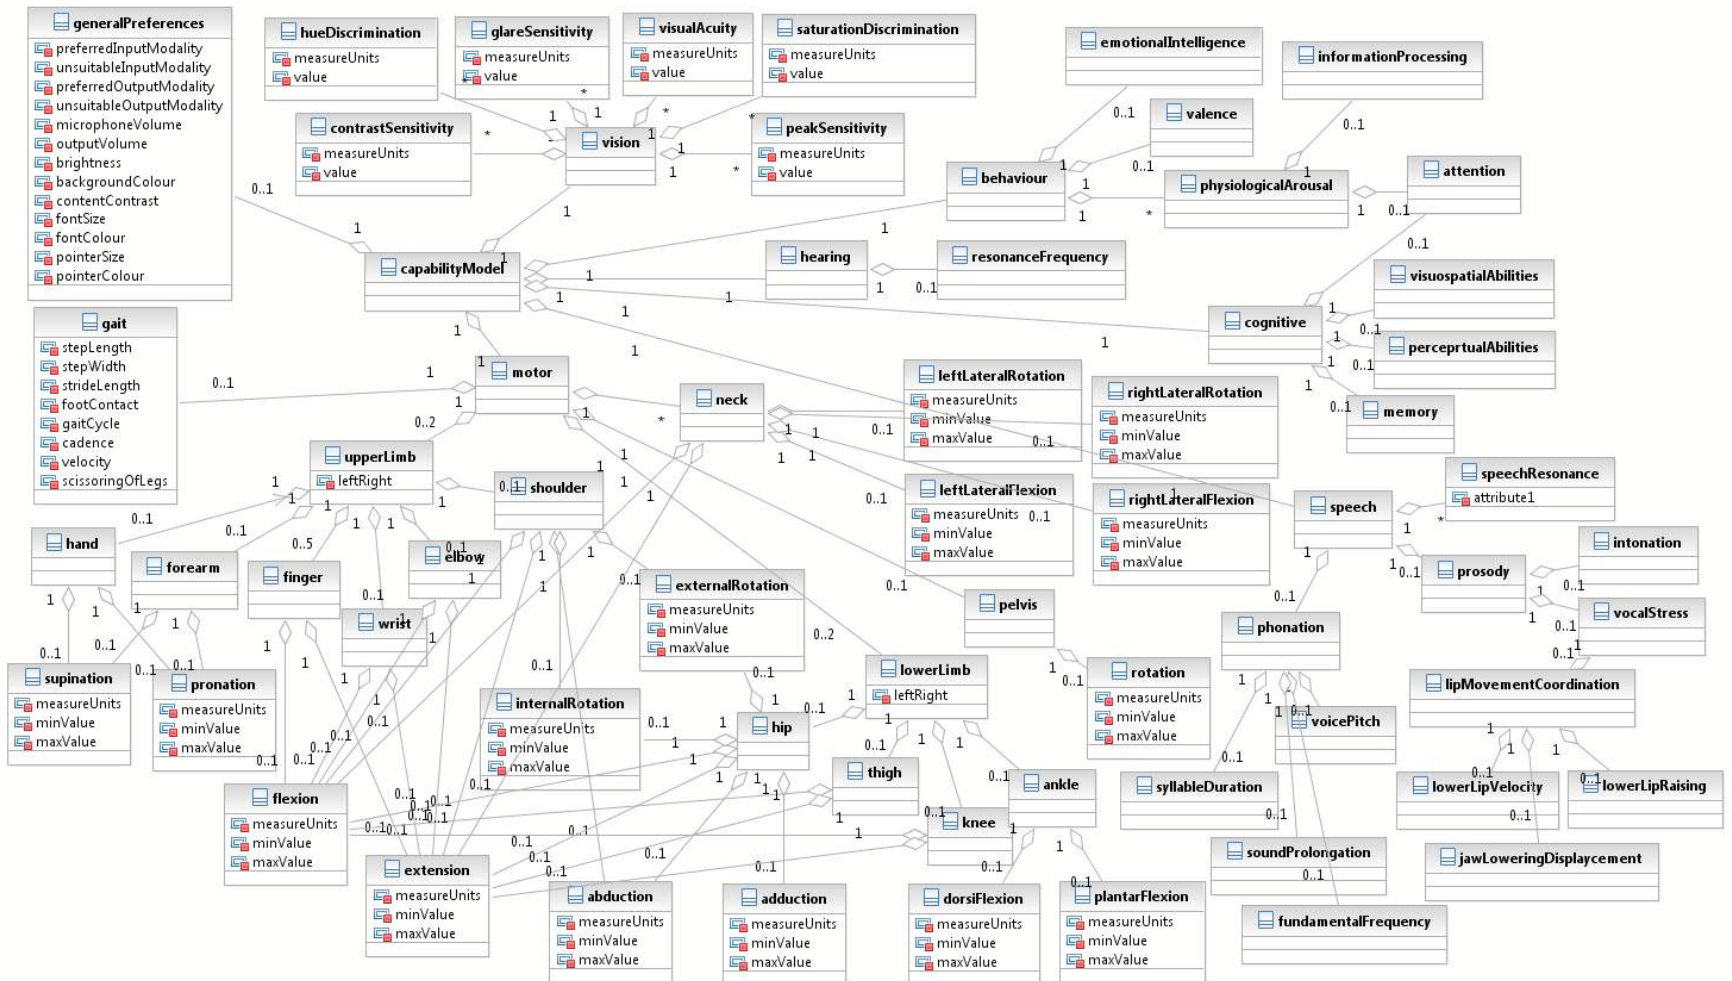 generalPreferences
preferredInputModality
unsuitableInputModality
preferredOutputModality
unsuitableOutputModality
microphoneVolume
outputVolume
brightness
backgroundColour
contentContrast
fontSize
fontColour
pointerSize
pointerColour
hueDiscrimination
measureUnits
value
glareSensitivity
measureUnits
value
visualAcuity
measureUnits
value
saturationDiscrimination
measureUnits
value
contrastSensitivity
measureUnits
value
vision
peakSensitivity
measureUnits
value
emotionalIntelligence
informationProcessing
valence
behaviour
physiologicalArousal
attention
capabilityModel
hearing
resonanceFrequency
visuospatialAbilities
cognitive
perceprtualAbilities
memory
gait
stepLength
stepWidth
strideLength
footContact
gaitCycle
cadence
velocity
scissoringOfLegs
motor
neck
leftLateralRotation
measureUnits
minValue
maxValue
rightLateralRotation
measureUnits
minValue
maxValue
upperLimb
leftRight
shoulder
leftLateralFlexion
measureUnits
minValue
maxValue
rightLateralFlexion
measureUnits
minValue
maxValue
speech
speechResonance
attribute1
hand
forearm
finger
elbow
wrist
externalRotation
measureUnits
minValue
maxValue
pelvis
prosody
intonation
vocalStress
phonation
supination
measureUnits
minValue
maxValue
pronation
measureUnits
minValue
maxValue
internalRotation
measureUnits
minValue
maxValue
hip
lowerLimb
leftRight
rotation
measureUnits
minValue
maxValue
voicePitch
lipMovementCoordination
flexion
measureUnits
minValue
maxValue
thigh
ankle
knee
syllableDuration
lowerLipVelocity
lowerLipRaising
extension
measureUnits
minValue
maxValue
abduction
measureUnits
minValue
maxValue
adduction
measureUnits
minValue
maxValue
dorsiFlexion
measureUnits
minValue
maxValue
plantarFlexion
measureUnits
minValue
maxValue
soundProlongation
jawLoweringDisplaycement
fundamentalFrequency